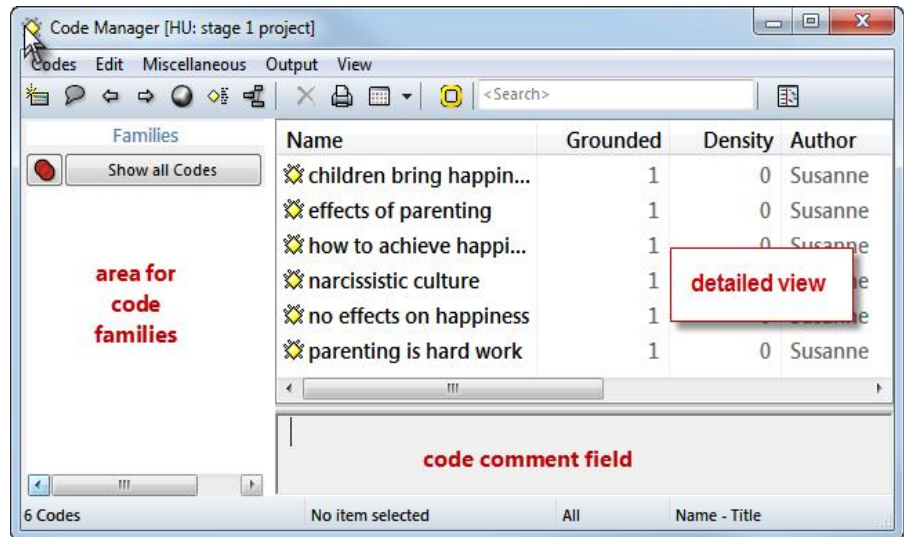 Code Manager [HU: stage 1 project]
Codes Edit Miscellaneous Output View
<Search>
Families
Show all Codes
area for
code
families
Name Grounded Density Author
children bring happin... 1 0 Susanne
effects of parenting 1 0 Susanne
how to achieve happi... 1 0 Susanne
narcissistic culture 1
no effects on happiness 1
parenting is hard work 1 0 Susanne
detailed view
code comment field
6 Codes No item selected All Name - Title